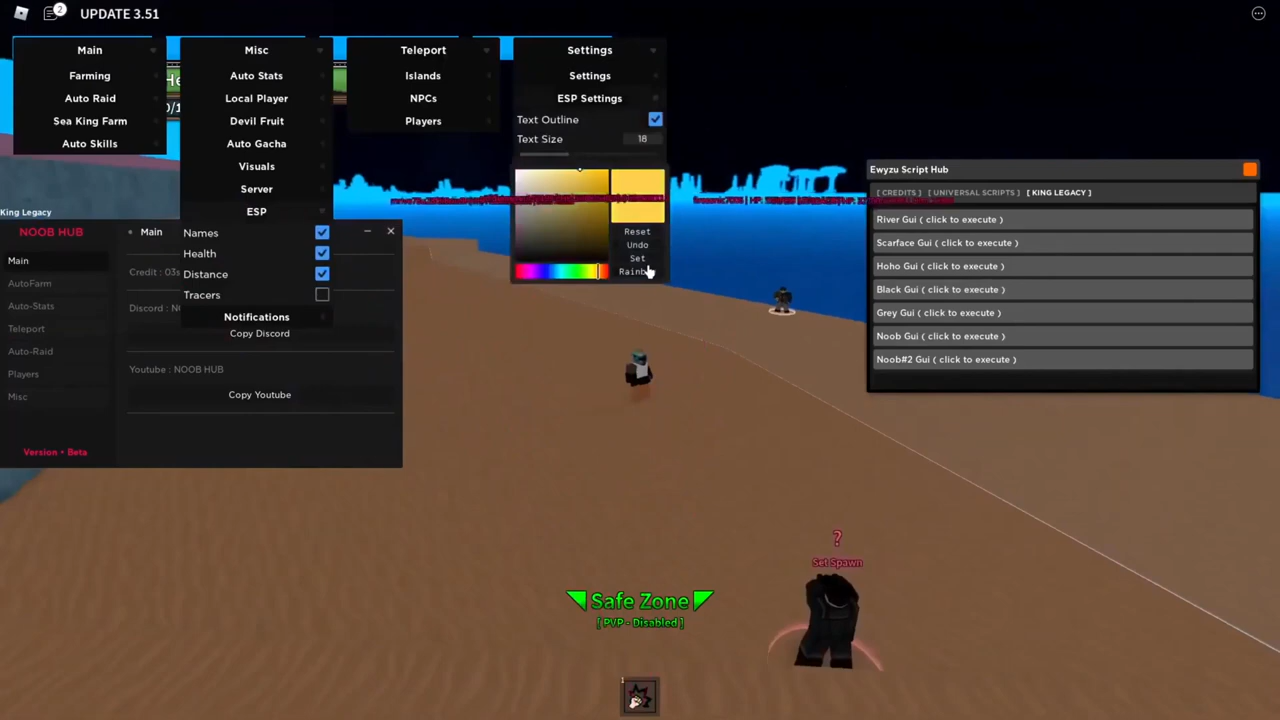 2
UPDATE 3.51
Main
Farming
Auto Raid
Sea King Farm
Auto Skills
Misc
Auto Stats
Local Player
Devil Fruit
Auto Gacha
Visuals
Server
ESP
Names
Health
Distance
Tracers
Notifications
Teleport
Islands
NPCs
Players
Settings
Settings
ESP Settings
Text Outline
Text Size 18
Reset
Undo
Set
King Legacy
NOOB HUB
Main
AutoFarm
Auto-Stats
Teleport
Auto-Raid
Players
Misc
Version • Beta
Main
Credit : 03s
Discord : N
Copy Discord
Youtube : NOOB HUB
Copy Youtube
Ewyzu Script Hub
[ CREDITS ] [ UNIVERSAL SCRIPTS ] [ KING LEGACY ]
River Gui ( click to execute )
Scarface Gui ( click to execute )
Hoho Gui ( click to execute )
Black Gui ( click to execute )
Grey Gui ( click to execute )
Noob Gui ( click to execute )
Noob#2 Gui ( click to execute )
?
Set Spawn
Safe Zone
[ PVP - Disabled ]
1